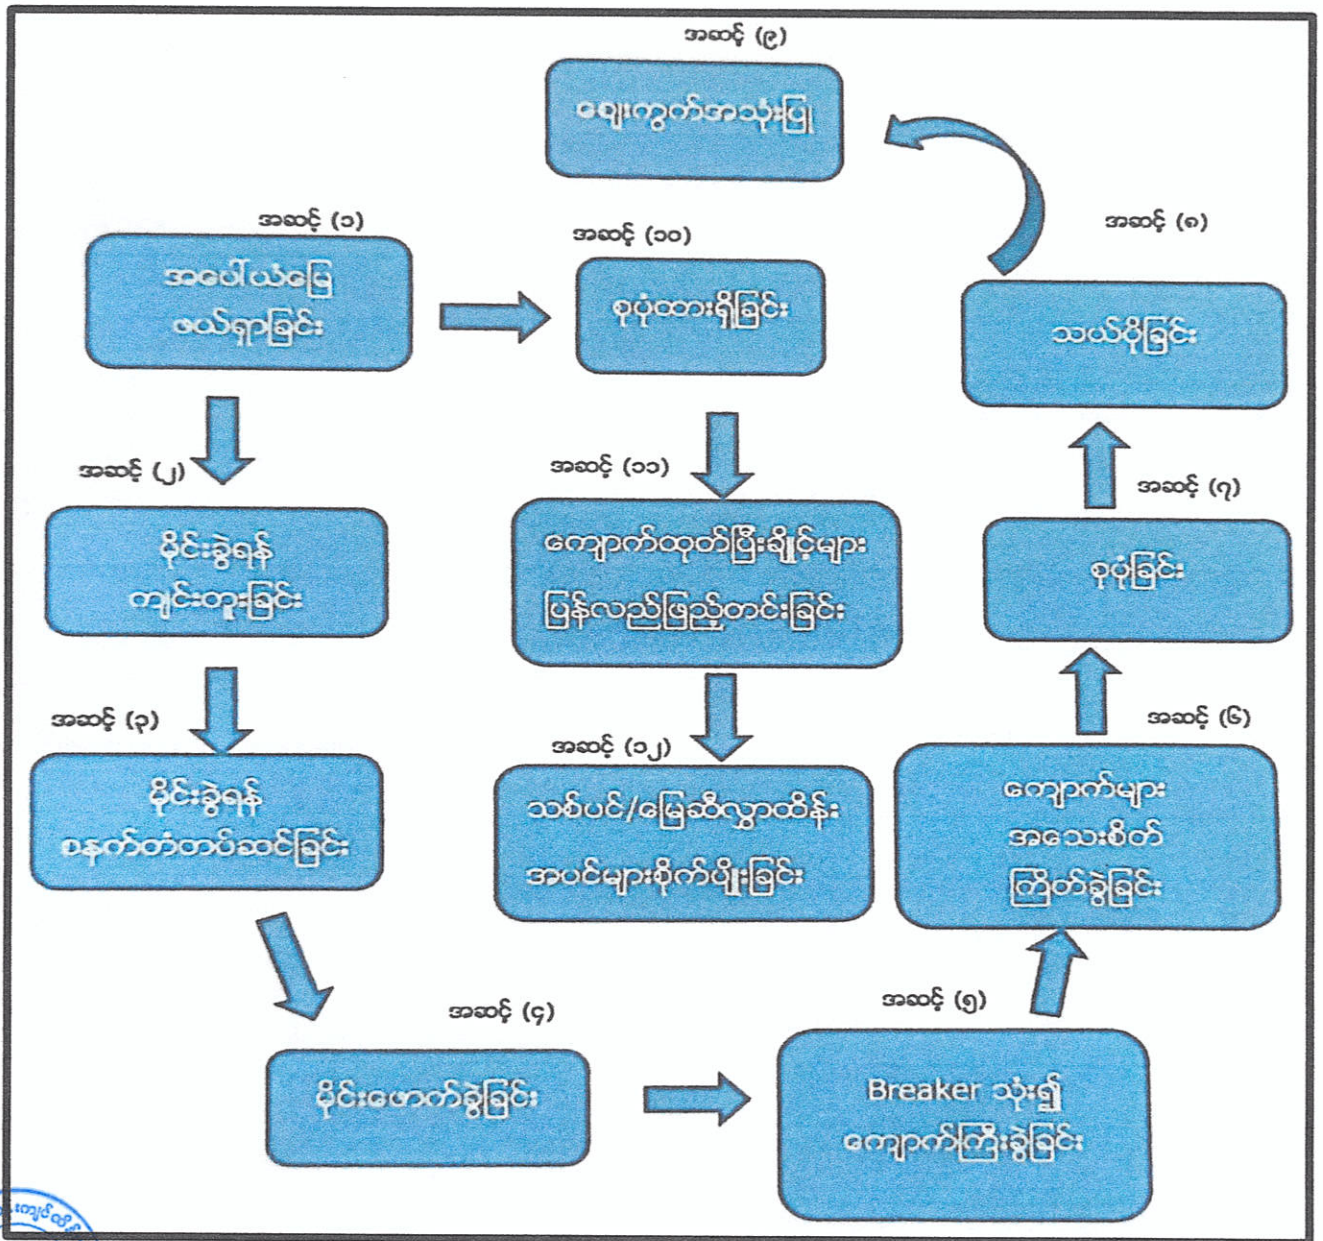 အဆင့် (၉)
ဈေးကွက်အသုံးပြု
အဆင့် (၁)
အပေါ်ယံမြေ
ဖယ်ရှာခြင်း
အဆင့် (၁၀)
စုပုံထားရှိခြင်း
အဆင့် (၈)
သယ်ပိုခြင်း
အဆင့် (၂)
မိုင်းခွဲရန်
ကျင်းတူးခြင်း
အဆင့် (၁၁)
ကျောက်ထုတ်ပြီးချိုင့်များ
ပြန်လည်ဖြည့်တင်းခြင်း
အဆင့် (၇)
စုပုံခြင်း
အဆင့် (၃)
မိုင်းခွဲရန်
စနက်တံတပ်ဆင်ခြင်း
အဆင့် (၁၂)
သစ်ပင်/မြေဆီလွှာထိန်း
အပင်များစိုက်ပျိုးခြင်း
အဆင့် (၆)
ကျောက်များ
အသေးစိတ်
ကြိတ်ခွဲခြင်း
အဆင့် (၄)
မိုင်းဖောက်ခွဲခြင်း
အဆင့် (၅)
Breaker သုံး၍
ကျောက်ကြီးခွဲခြင်း